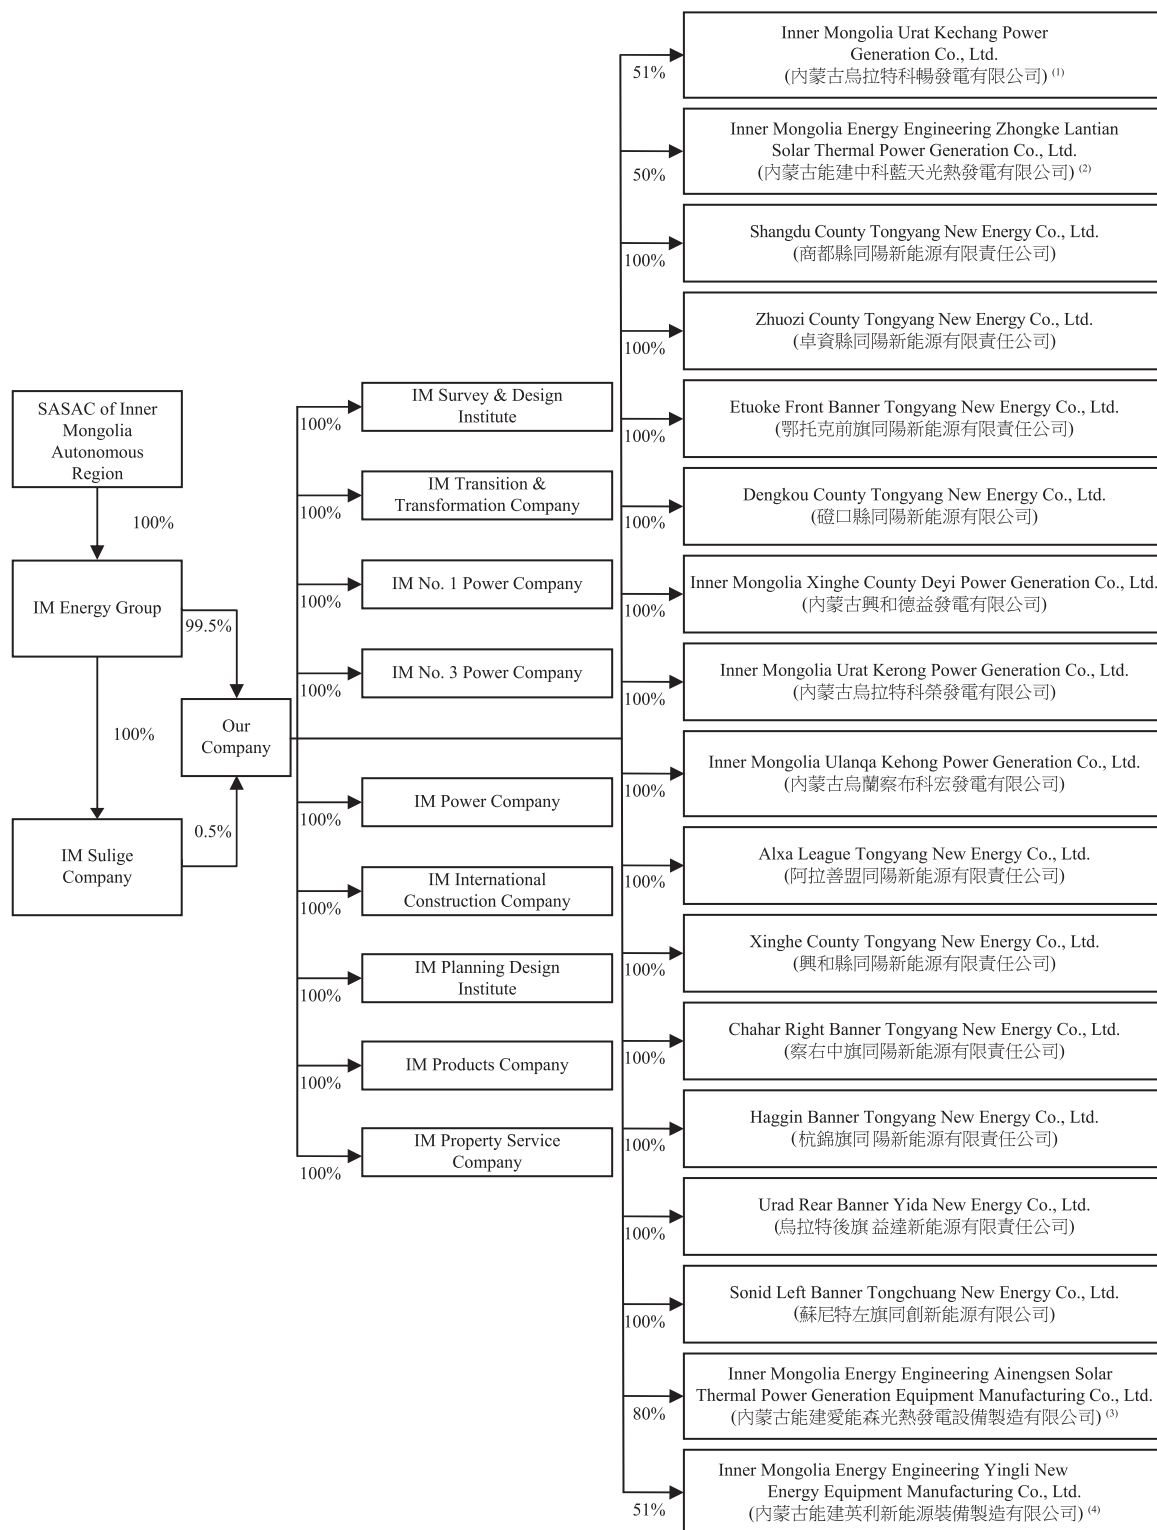 SASAC of Inner
Mongolia
Autonomous
Region
100%
IM Energy Group
99.5%
100%
Our
Company
0.5%
IM Sulige
Company
IM Survey & Design
Institute
100%
IM Transition &
Transformation Company
100%
IM No. 1 Power Company
100%
IM No. 3 Power Company
100%
IM Power Company
100%
IM International
Construction Company
100%
IM Planning Design
Institute
100%
IM Products Company
100%
IM Property Service
Company
100%
Inner Mongolia Urat Kechang Power
Generation Co., Ltd.
(內蒙古烏拉特科暢發電有限公司) (1)
51%
Inner Mongolia Energy Engineering Zhongke Lantian
Solar Thermal Power Generation Co., Ltd.
(內蒙古能建中科藍天光熱發電有限公司) (2)
50%
Shangdu County Tongyang New Energy Co., Ltd.
(商都縣同陽新能源有限責任公司)
100%
Zhuozi County Tongyang New Energy Co., Ltd.
(卓資縣同陽新能源有限責任公司)
100%
Etuoke Front Banner Tongyang New Energy Co., Ltd.
(鄂托克前旗同陽新能源有限責任公司)
100%
Dengkou County Tongyang New Energy Co., Ltd.
(磴口縣同陽新能源有限公司)
100%
Inner Mongolia Xinghe County Deyi Power Generation Co., Ltd.
(內蒙古興和德益發電有限公司)
100%
Inner Mongolia Urat Kerong Power Generation Co., Ltd.
(內蒙古烏拉特科榮發電有限公司)
100%
Inner Mongolia Ulanqa Kehong Power Generation Co., Ltd.
(內蒙古烏蘭察布科宏發電有限公司)
100%
Alxa League Tongyang New Energy Co., Ltd.
(阿拉善盟同陽新能源有限責任公司)
100%
Xinghe County Tongyang New Energy Co., Ltd.
(興和縣同陽新能源有限責任公司)
100%
Chahar Right Banner Tongyang New Energy Co., Ltd.
(察右中旗同陽新能源有限責任公司)
100%
Haggin Banner Tongyang New Energy Co., Ltd.
(杭錦旗同陽新能源有限責任公司)
100%
Urad Rear Banner Yida New Energy Co., Ltd.
(烏拉特後旗益達新能源有限責任公司)
100%
Sonid Left Banner Tongchuang New Energy Co., Ltd.
(蘇尼特左旗同創新能源有限公司)
100%
Inner Mongolia Energy Engineering Ainengsen Solar
Thermal Power Generation Equipment Manufacturing Co., Ltd.
(內蒙古能建愛能森光熱發電設備製造有限公司) (3)
80%
Inner Mongolia Energy Engineering Yingli New
Energy Equipment Manufacturing Co., Ltd.
(內蒙古能建英利新能源裝備製造有限公司) (4)
51%